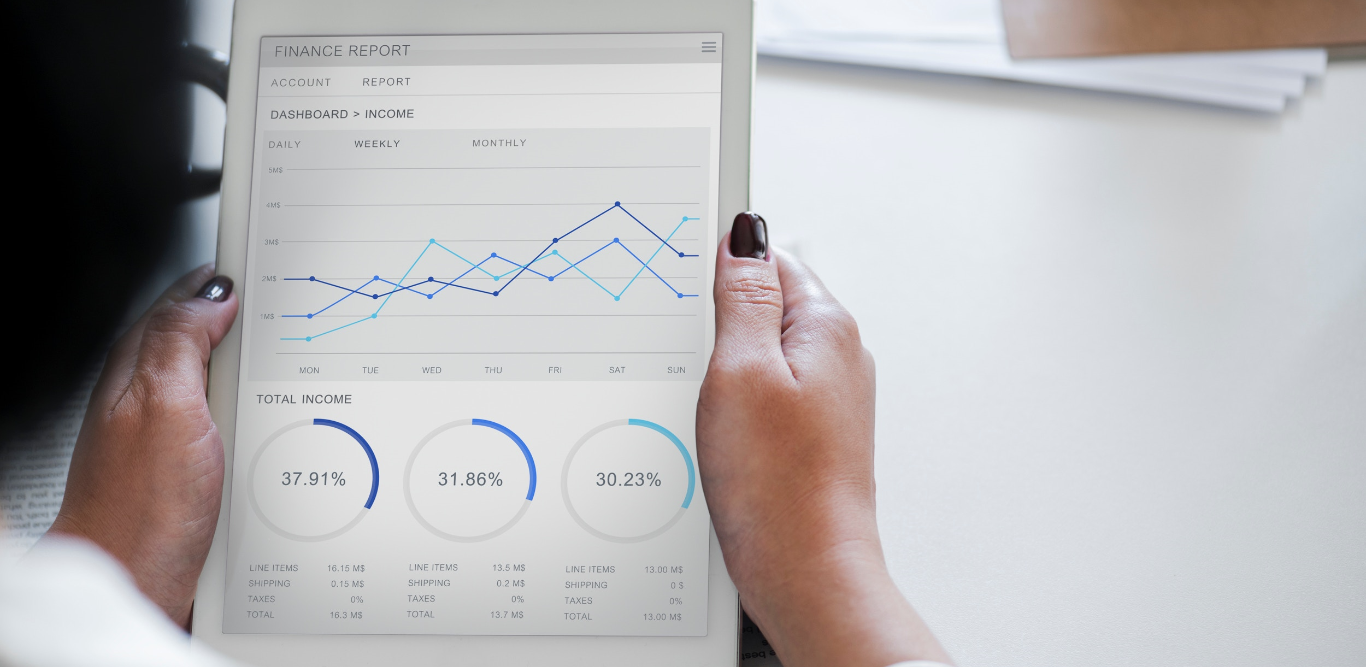 FINANCE REPORT
ACCOUNT REPORT
DASHBOARD > INCOME
DAILY WEEKLY MONTHLY
5M$
4M$
3M$
2M$
1M$
MON TUE WED THU FRI SAT SUN
TOTAL INCOME
37.91% 31.86% 30.23%
LINE ITEMS 16.15 M$ LINE ITEMS 13.5 M$ LINE ITEMS 13.00 M$
SHIPPING 0.15 M$ SHIPPING 0.2 M$ SHIPPING 0 $
TAXES 0% TAXES 0% TAXES 0%
TOTAL 16.3 M$ TOTAL 13.7 M$ TOTAL 13.00 M$